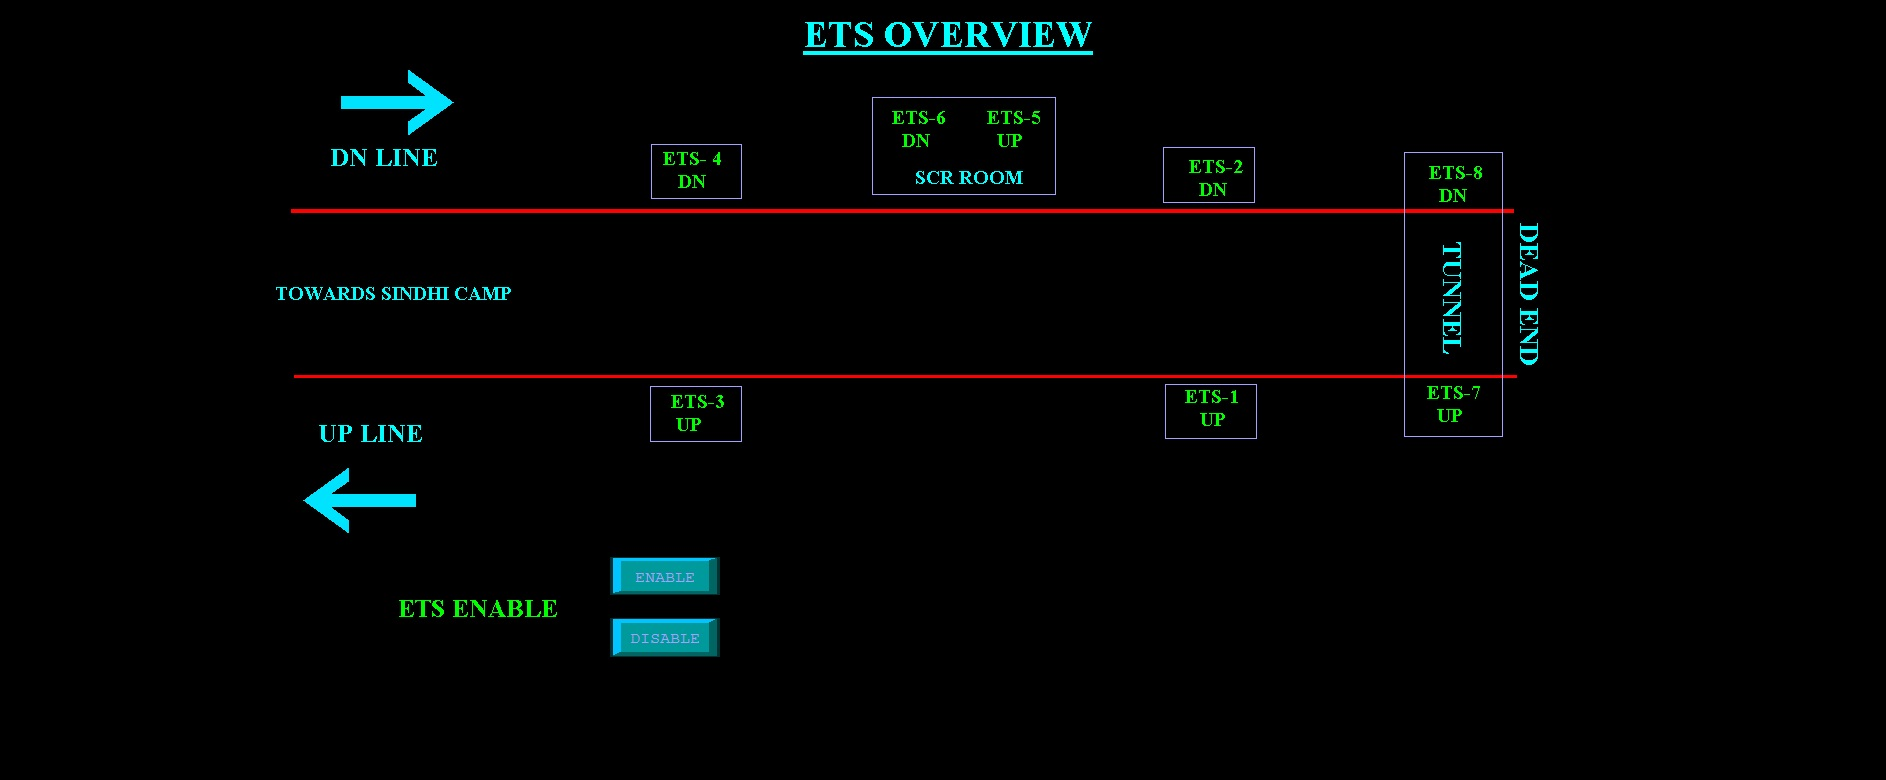 ETS OVERVIEW
DN LINE
ETS- 4
DN
ETS-6
DN
ETS-5
UP
SCR ROOM
ETS-2
DN
ETS-8
DN
TUNNEL
DEAD END
TOWARDS SINDHI CAMP
UP LINE
ETS-3
UP
ETS-1
UP
ETS-7
UP
ETS ENABLE
ENABLE
DISABLE